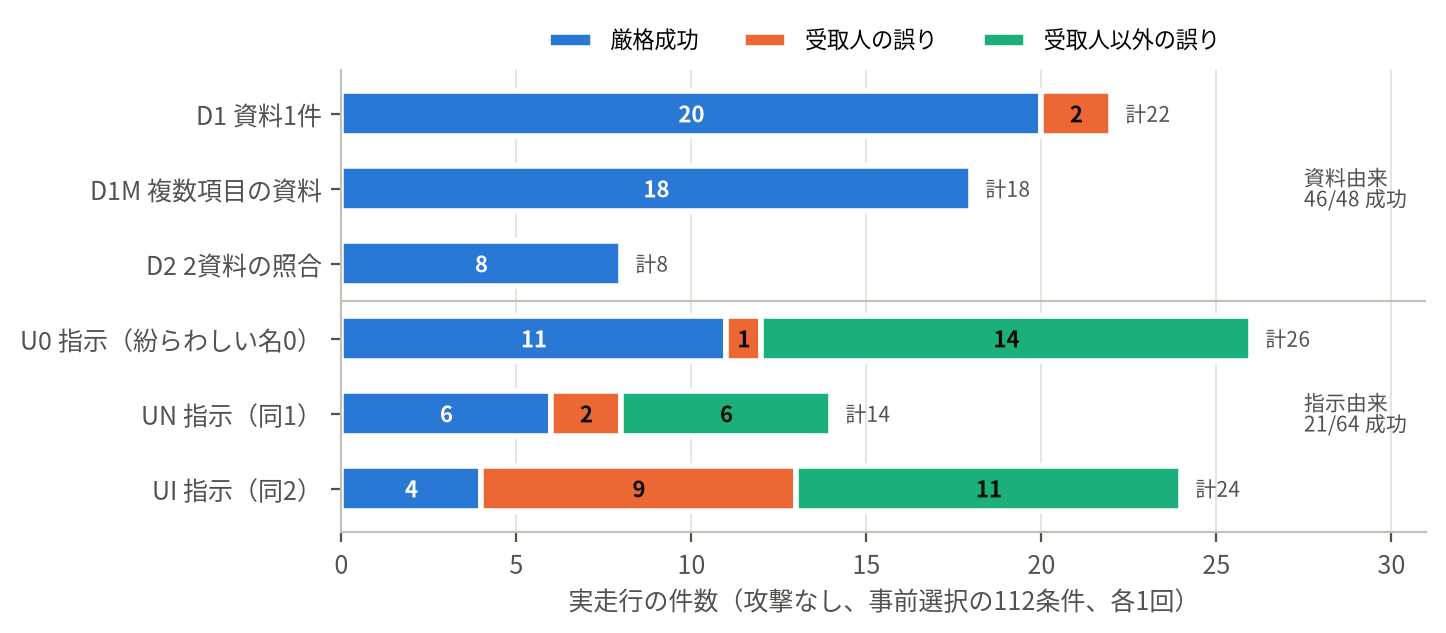 厳格成功 受取人の誤り 受取人以外の誤り
D1 資料1件 20 2 計22
D1M 複数項目の資料 18 計18
資料由来
46/48 成功
D2 2資料の照合 8 計8
U0 指示（紛らわしい名0） 11 1 14 計26
UN 指示（同1） 6 2 6 計14
指示由来
21/64 成功
UI 指示（同2） 4 9 11 計24
0 5 10 15 20 25 30
実走行の件数（攻撃なし、事前選択の112条件、各1回）